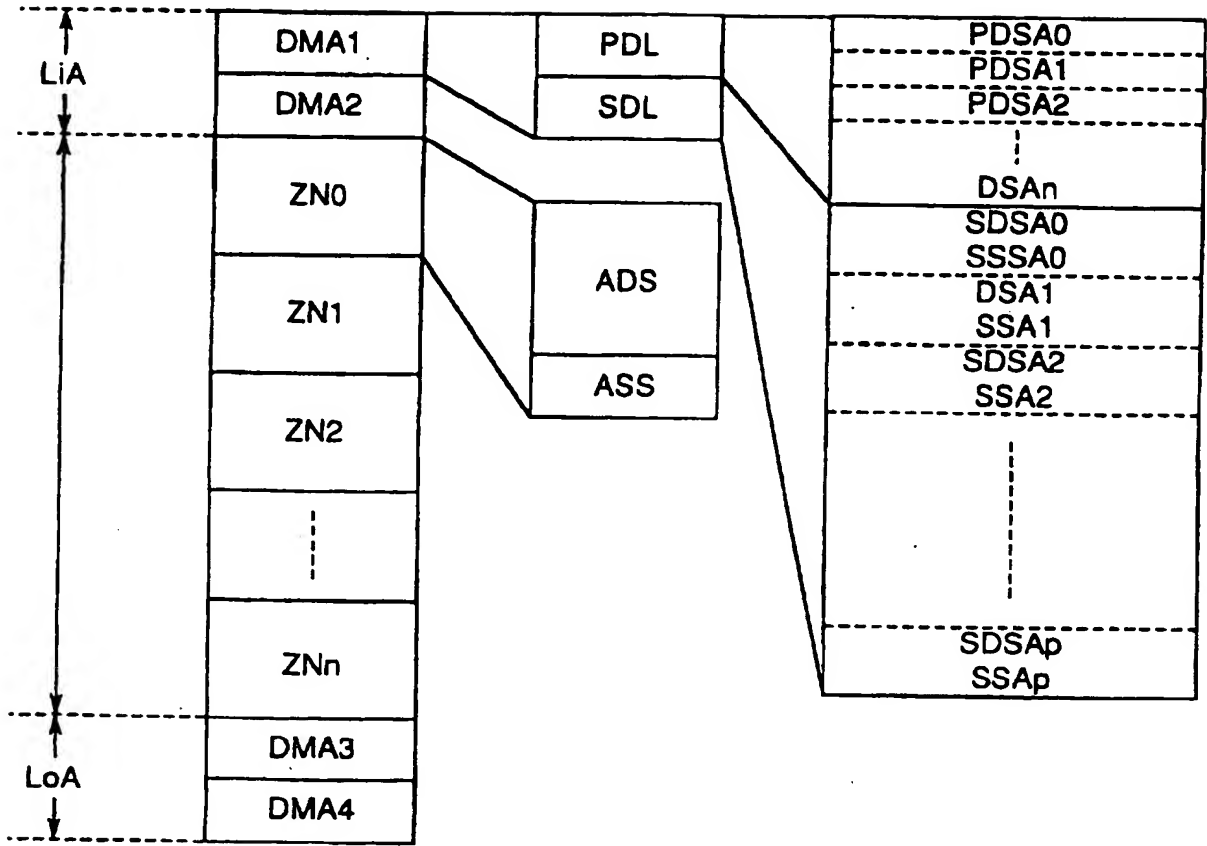 LiA
DMA1
DMA2
ZN0
ZN1
ZN2
ZNn
LoA
DMA3
DMA4
PDL
SDL
ADS
ASS
PDSA0
PDSA1
PDSA2
DSAn
SDSA0
SSSA0
DSA1
SSA1
SDSA2
SSA2
SDSAp
SSAp